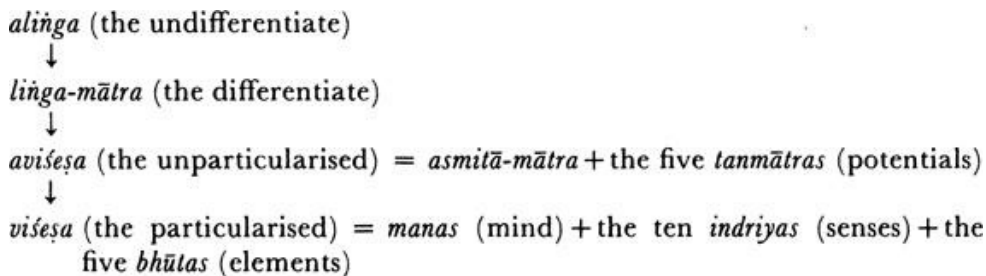 aliṅga (the undifferentiate)
↓
liṅga-mātra (the differentiate)
↓
aviśeṣa (the unparticularised) = asmitā-mātra + the five tanmātras (potentials)
↓
viśeṣa (the particularised) = manas (mind) + the ten indriyas (senses) + the
five bhūtas (elements)